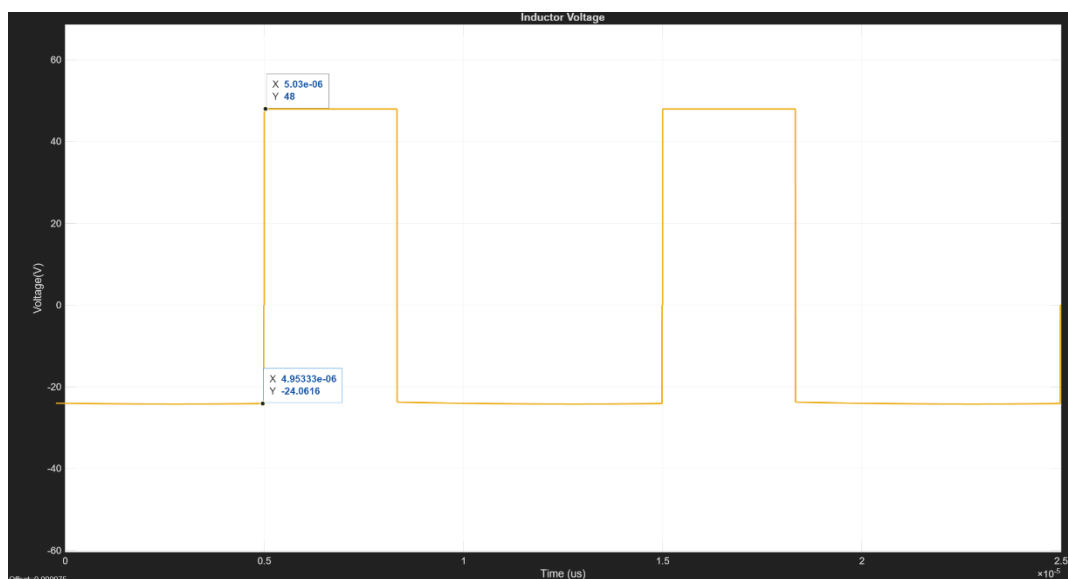 Inductor Voltage
60
X 5.03e-06
Y 48
40
20
Voltage(V)
0
X 4.95333e-06
Y -24.0616
-20
-40
-60
0
0.5
1
1.5
2
2.5
×10⁻⁵
Time (us)